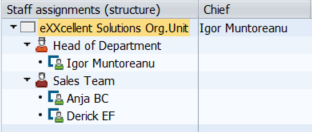 Staff assignments (structure) Chief
eXXcellent Solutions Org.Unit Igor Muntoreanu
Head of Department
Igor Muntoreanu
Sales Team
Anja BC
Derick EF